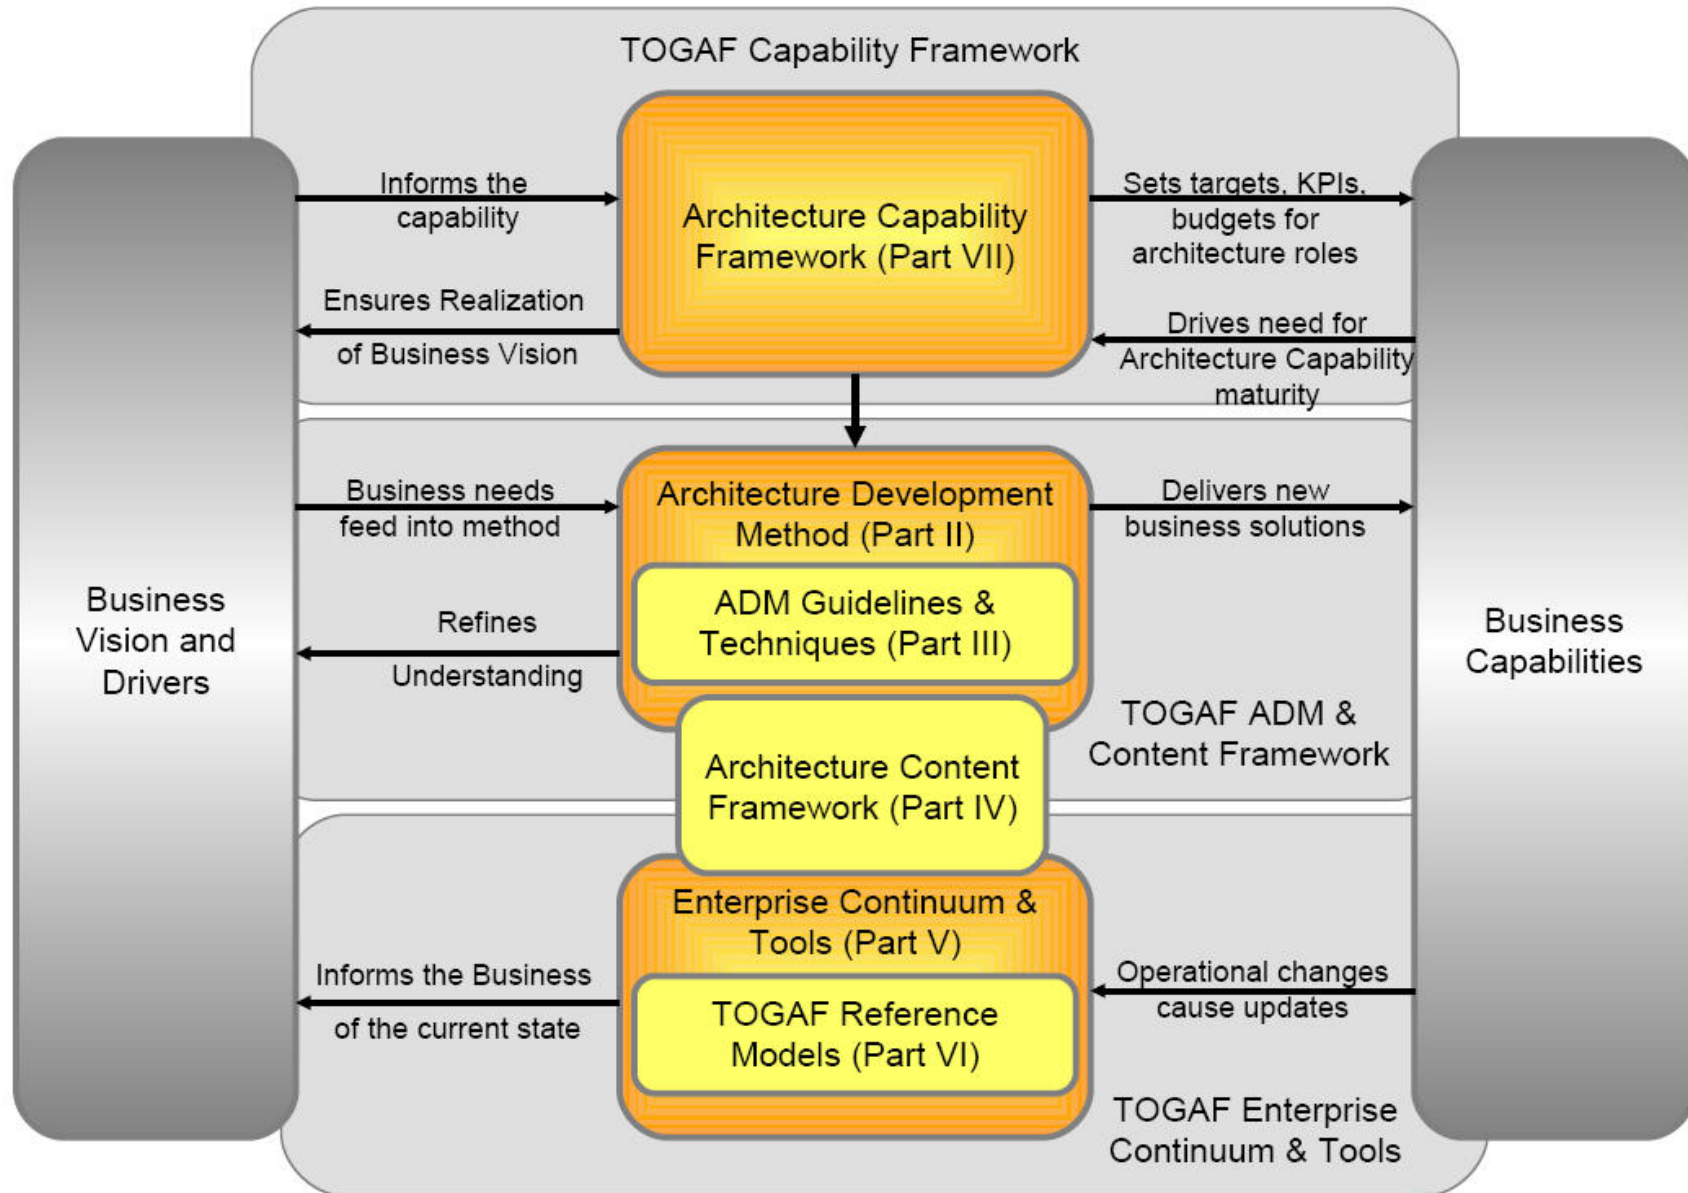 TOGAF Capability Framework
Informs the
capability
Architecture Capability
Framework (Part VII)
Sets targets, KPIs,
budgets for
architecture roles
Ensures Realization
of Business Vision
Drives need for
Architecture Capability
maturity
Business needs
feed into method
Architecture Development
Method (Part II)
Delivers new
business solutions
Business
Vision and
Drivers
Refines
Understanding
ADM Guidelines &
Techniques (Part III)
Business
Capabilities
TOGAF ADM &
Content Framework
Architecture Content
Framework (Part IV)
Enterprise Continuum &
Tools (Part V)
Informs the Business
of the current state
TOGAF Reference
Models (Part VI)
Operational changes
cause updates
TOGAF Enterprise
Continuum & Tools